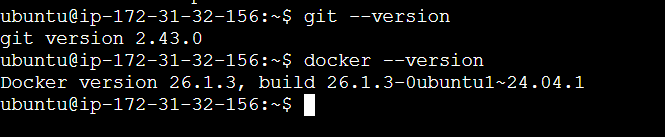 ubuntu@ip-172-31-32-156:~$ git --version
git version 2.43.0
ubuntu@ip-172-31-32-156:~$ docker --version
Docker version 26.1.3, build 26.1.3-0ubuntu1~24.04.1
ubuntu@ip-172-31-32-156:~$